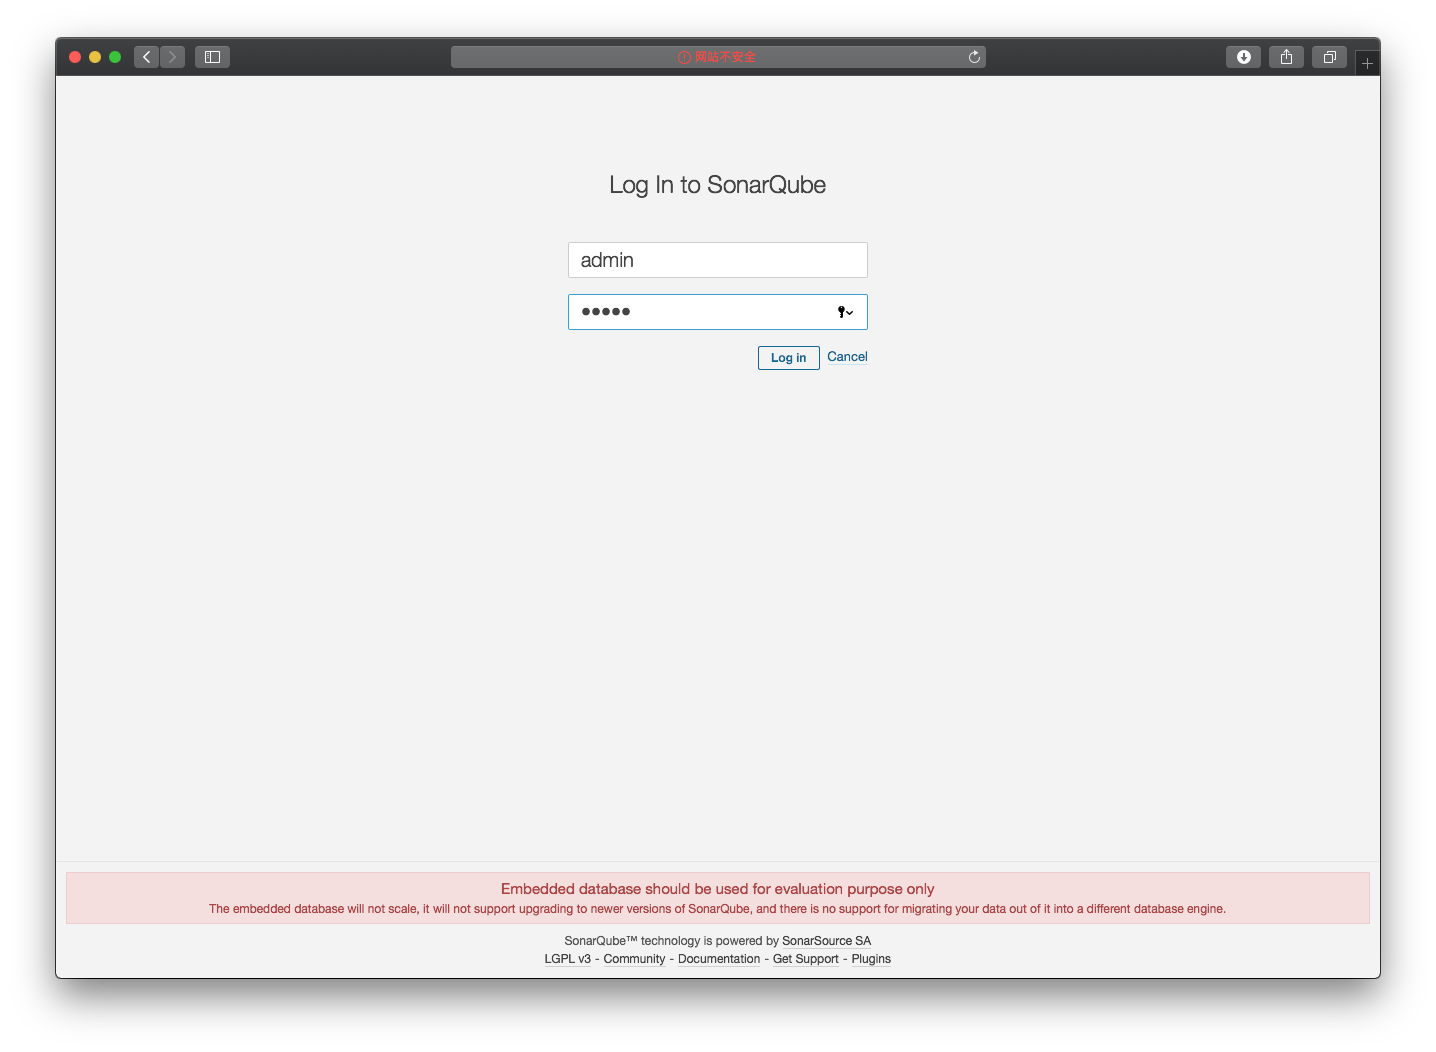 网站不安全
Log In to SonarQube
admin
•••••
Log in Cancel
Embedded database should be used for evaluation purpose only
The embedded database will not scale, it will not support upgrading to newer versions of SonarQube, and there is no support for migrating your data out of it into a different database engine.
SonarQube™ technology is powered by SonarSource SA
LGPL v3 - Community - Documentation - Get Support - Plugins